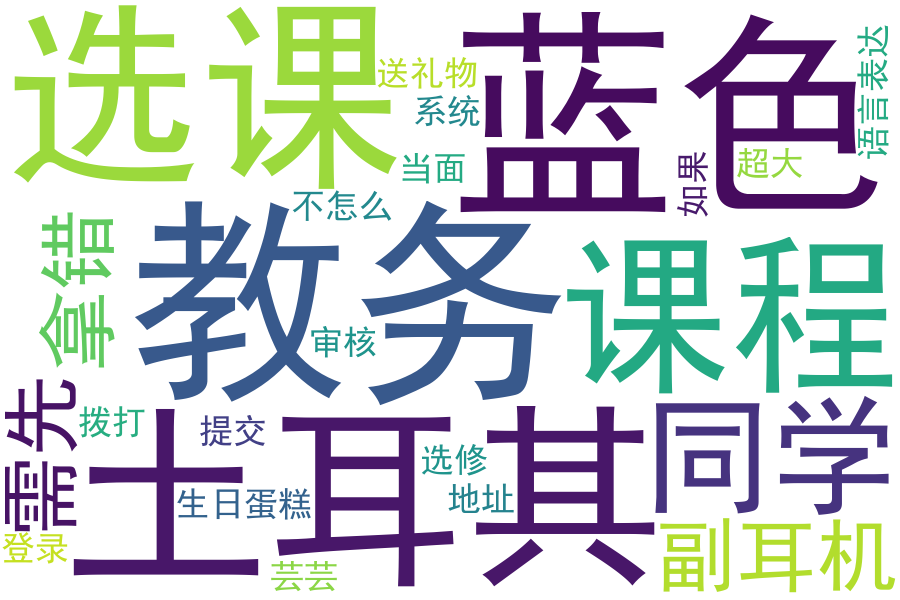 选课
蓝色
送礼物
系统
语言表达
当面
超大
如果
不怎么
拿错
教务
课程
审核
需先
拨打
提交
土耳其
同学
选修
生日蛋糕
地址
副耳机
登录
芸芸